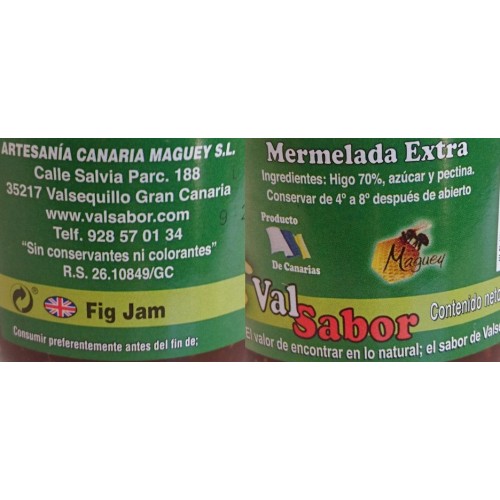 ARTESANÍA CANARIA MAGUEY S.L.
Calle Salvia Parc. 188
35217 Valsequillo Gran Canaria
www.valsabor.com
Telf. 928 57 01 34
"Sin conservantes ni colorantes"
R.S. 26.10849/GC
Fig Jam
Consumir preferentemente antes del fin de;
Mermelada Extra
Ingredientes: Higo 70%, azúcar y pectina.
Conservar de 4º a 8º después de abierto
Producto
De Canarias
Maguey
Val
Sabor
Contenido neto
El valor de encontrar en lo natural; el sabor de